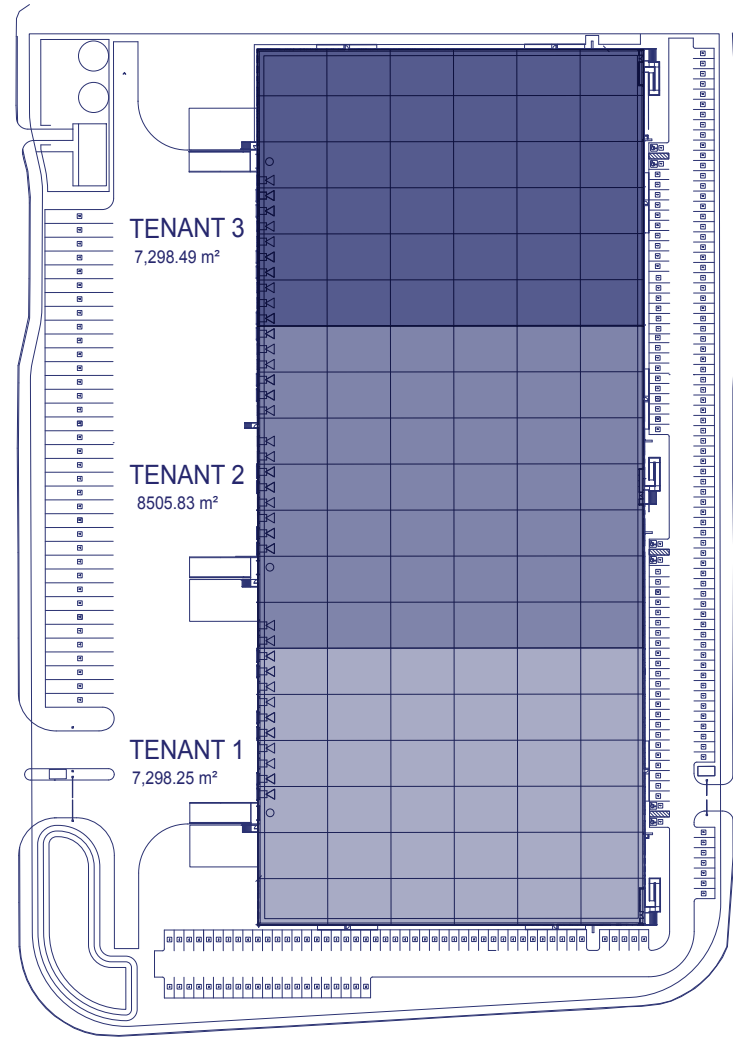 TENANT 3
7,298.49 m²
TENANT 2
8505.83 m²
TENANT 1
7,298.25 m²